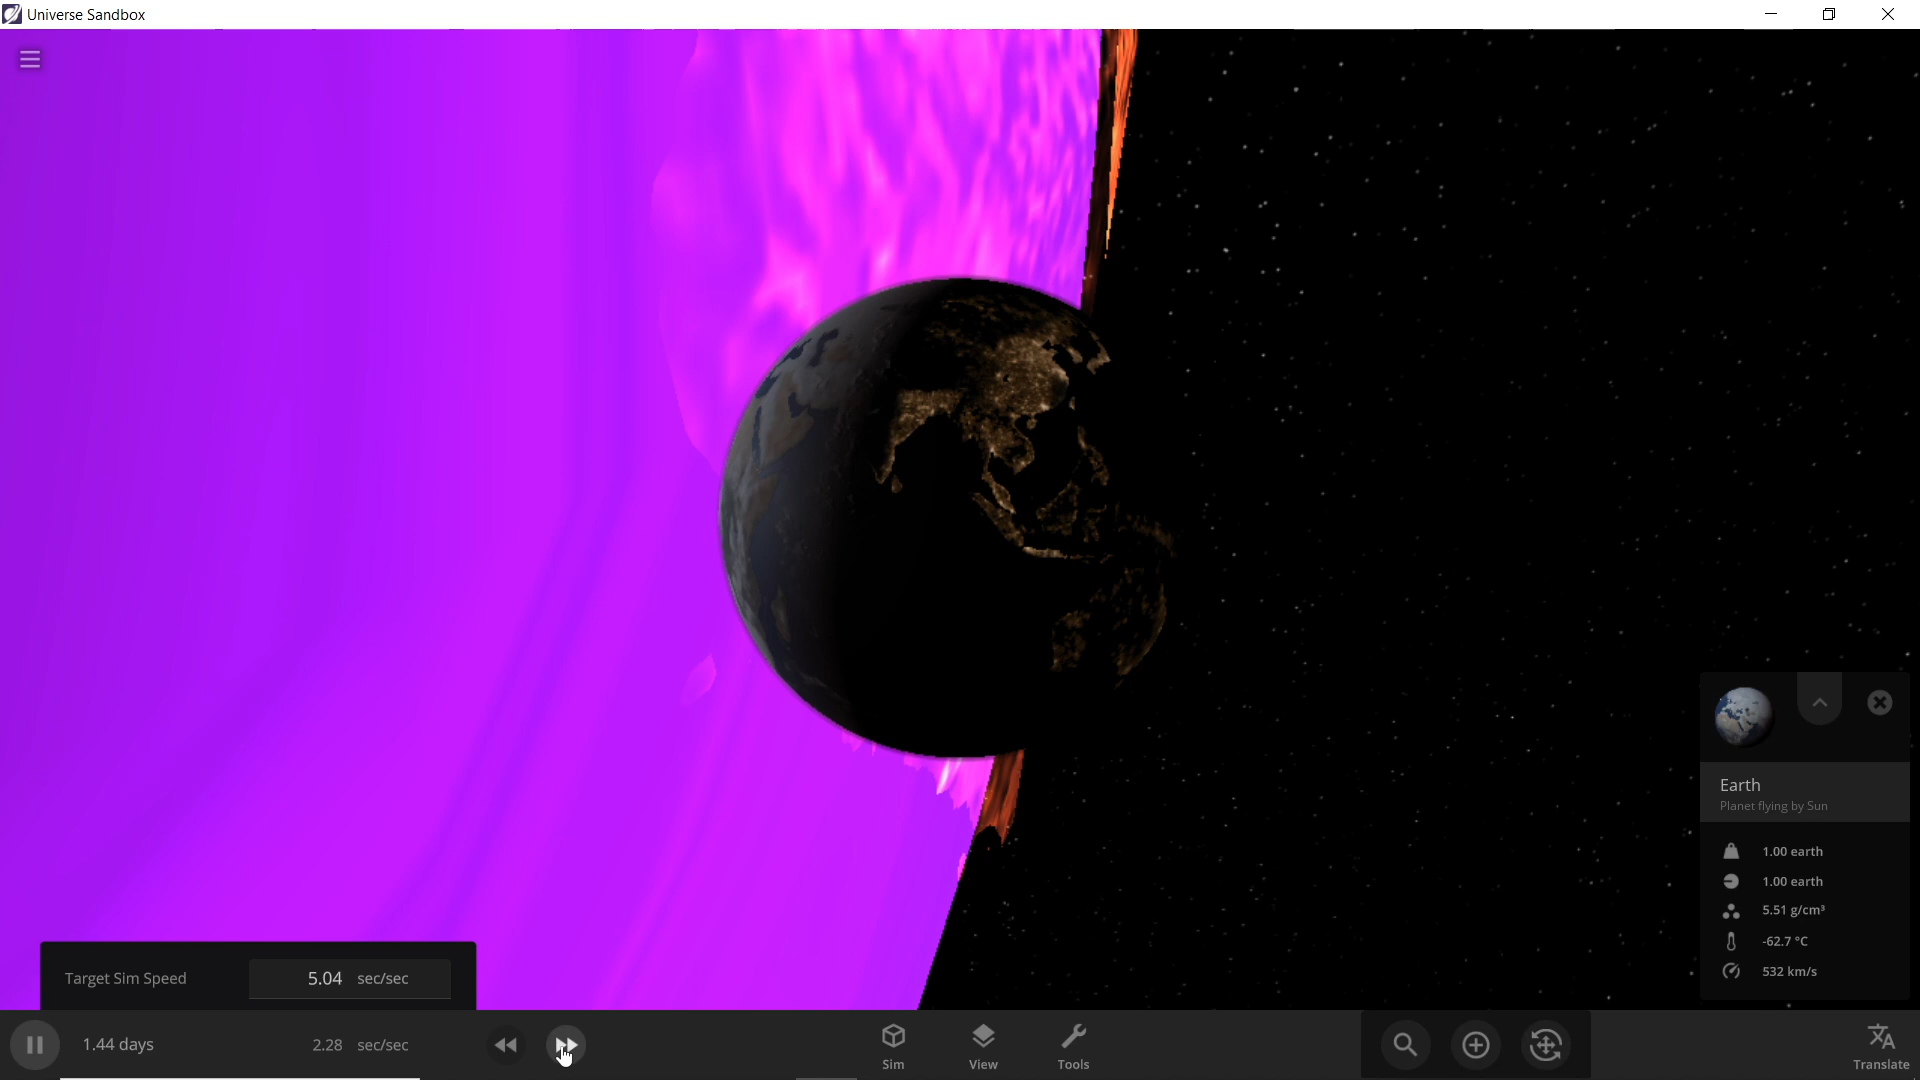 Universe Sandbox
Earth
Planet flying by Sun
1.00 earth
1.00 earth
5.51 g/cm³
-62.7 °C
532 km/s
Target Sim Speed 5.04 sec/sec
1.44 days 2.28 sec/sec
Sim View Tools Translate